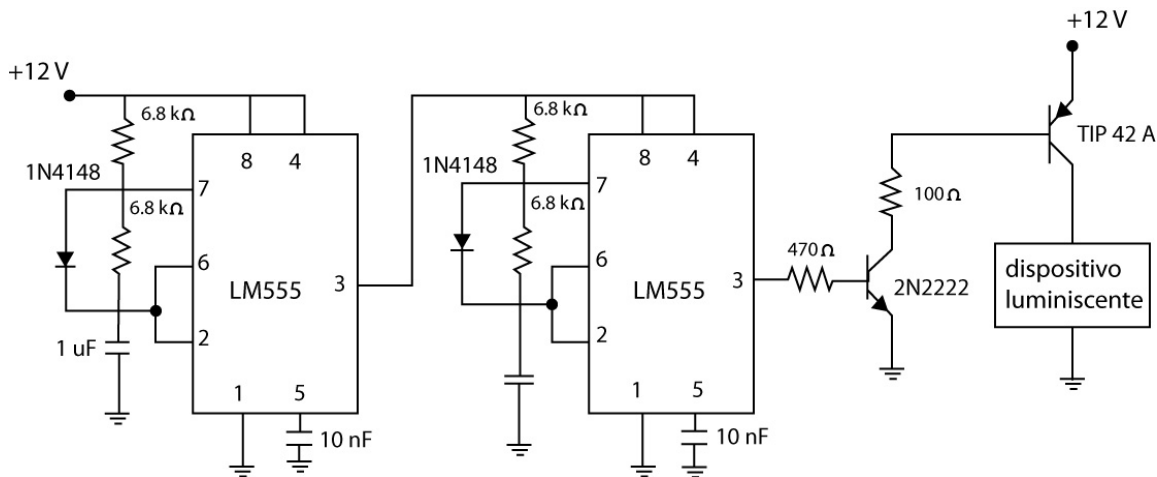 +12 V
6.8 kΩ
1N4148
6.8 kΩ
7
8
4
6
LM555
3
2
1 uF
1
5
10 nF
6.8 kΩ
1N4148
6.8 kΩ
7
8
4
6
LM555
3
2
1
5
10 nF
470Ω
2N2222
100Ω
+12 V
TIP 42 A
dispositivo
luminiscente